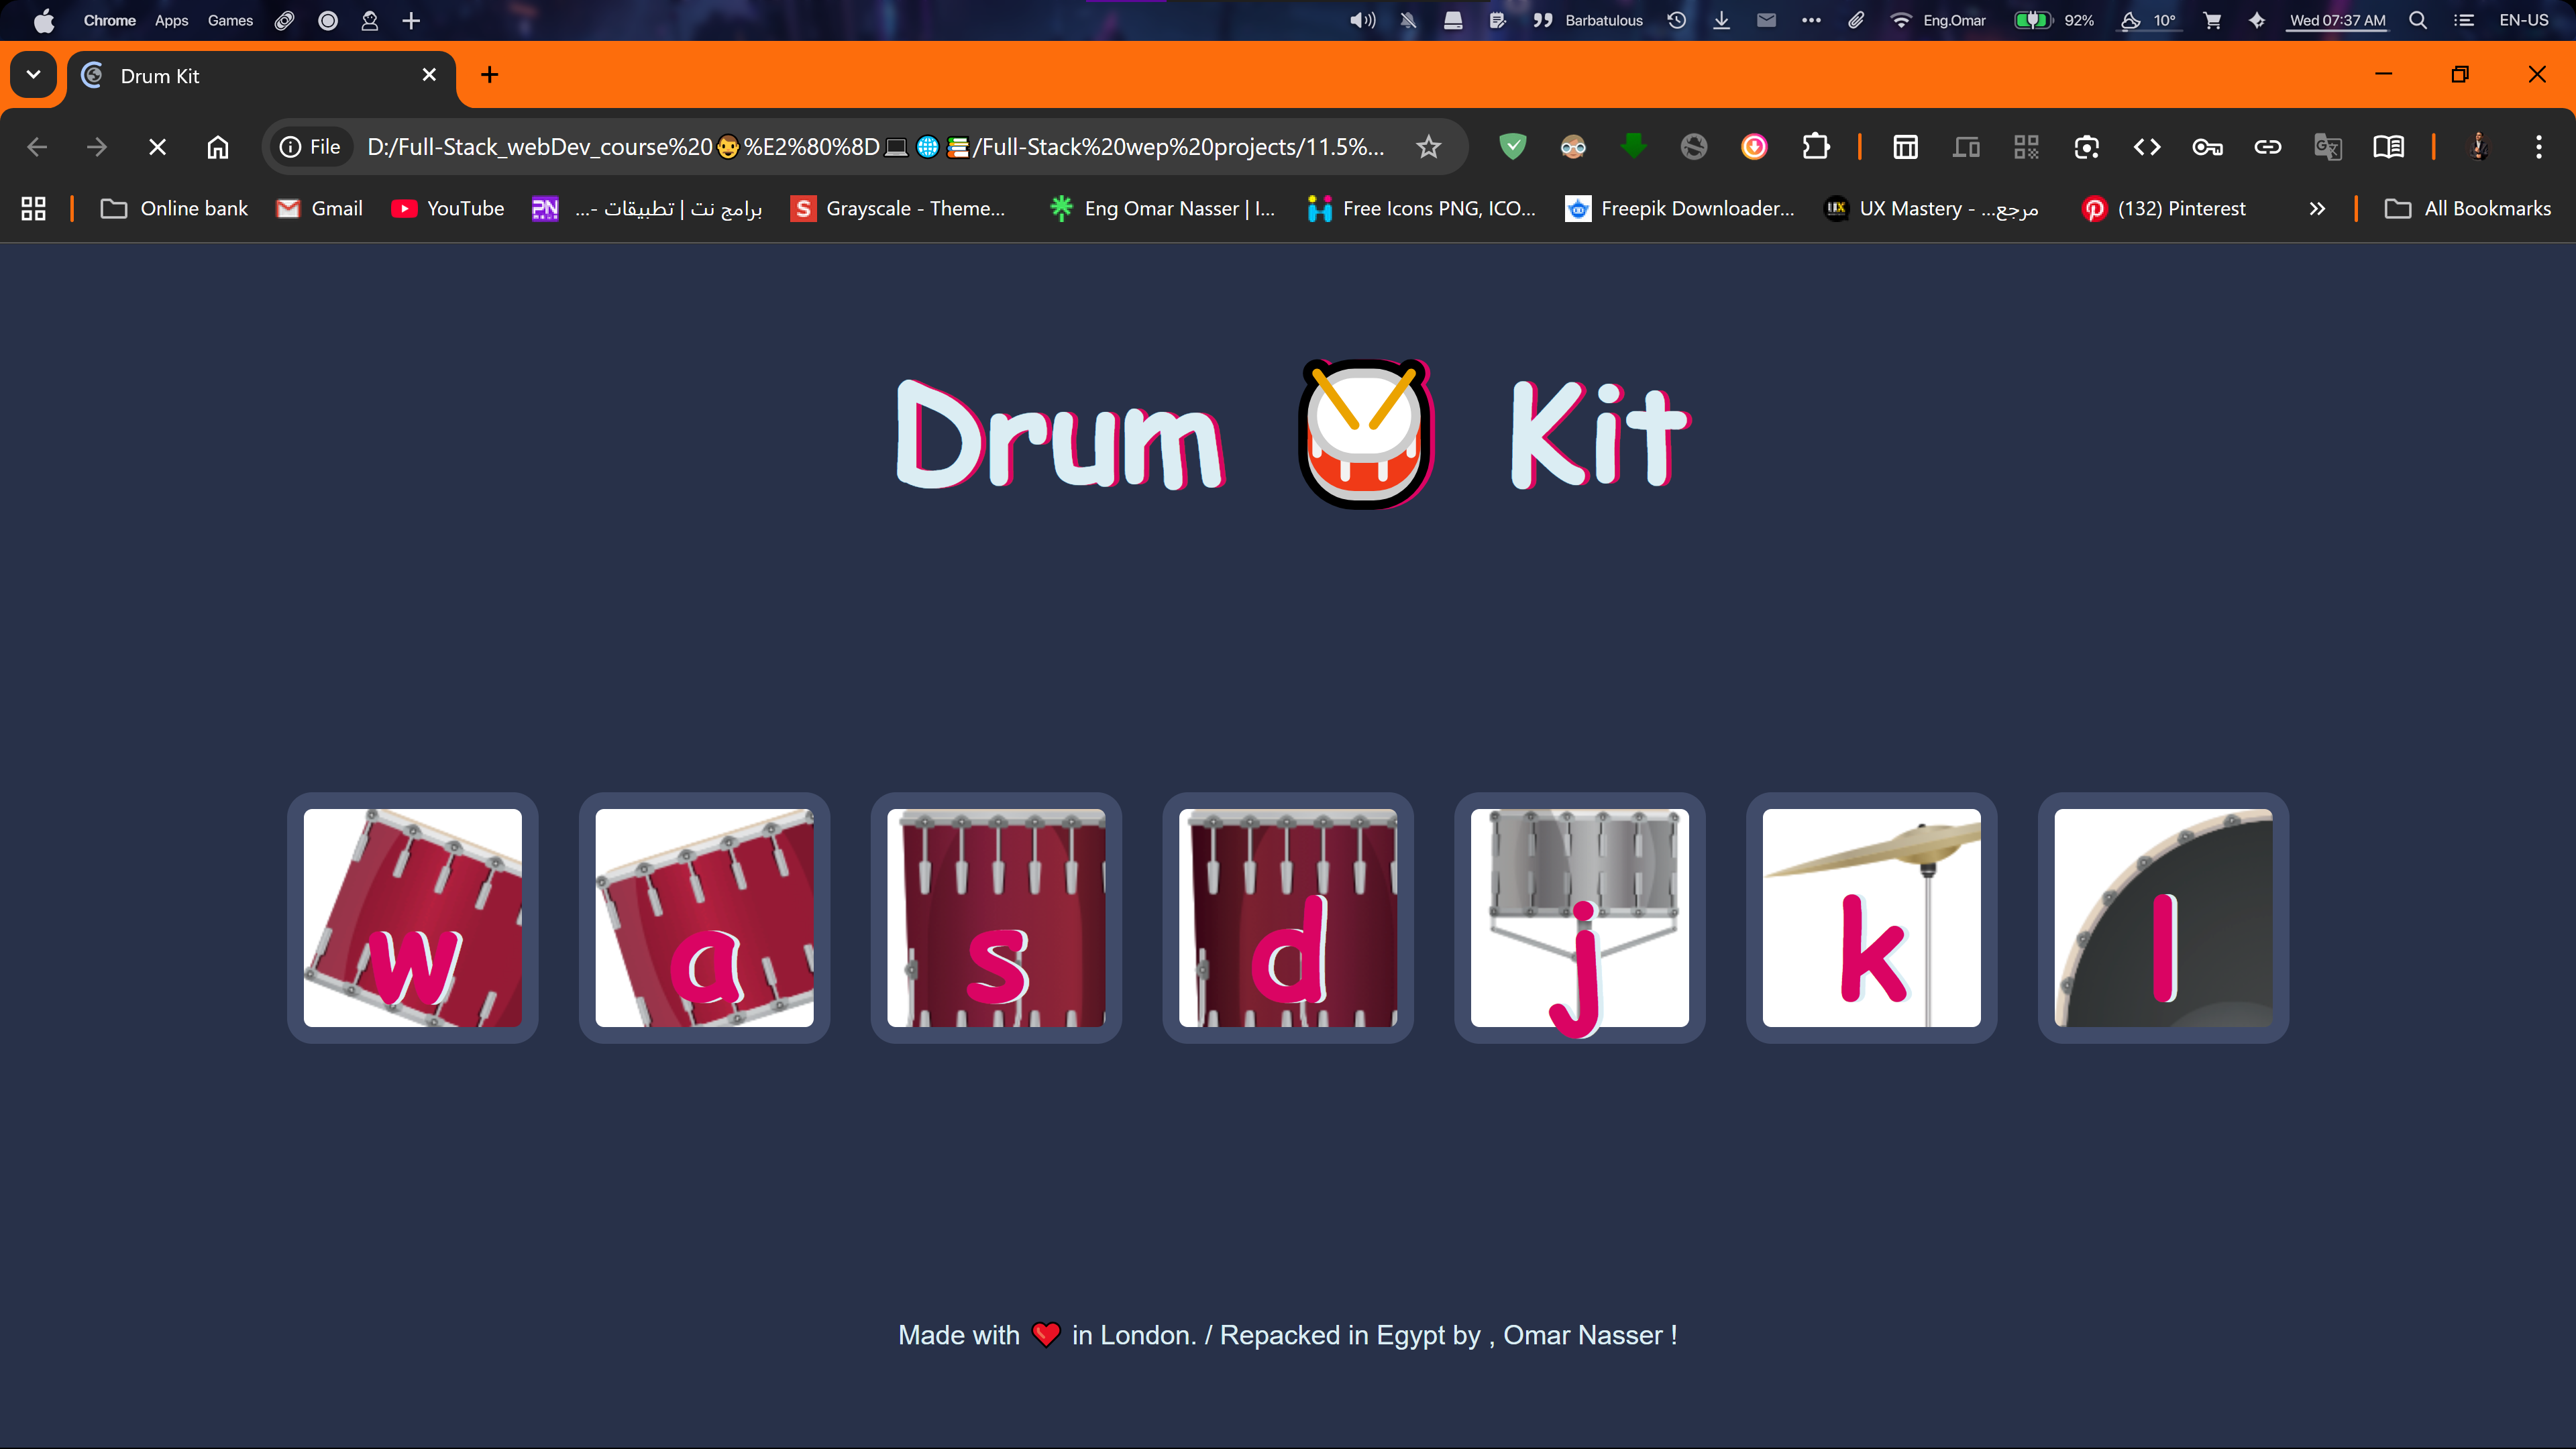 Chrome Apps Games
Barbatulous Eng.Omar 92% 10° Wed 07:37 AM EN-US
Drum Kit
File D:/Full-Stack_webDev_course%20👨%E2%80%8D💻🌐📚/Full-Stack%20wep%20projects/11.5%...
Online bank Gmail YouTube PN برامج نت | تطبيقات -... S Grayscale - Theme... Eng Omar Nasser | I... Free Icons PNG, ICO... Freepik Downloader... UX UX Mastery - ...مرجع (132) Pinterest » All Bookmarks
Drum 🥁 Kit
w a s d j k l
Made with ❤️ in London. / Repacked in Egypt by , Omar Nasser !